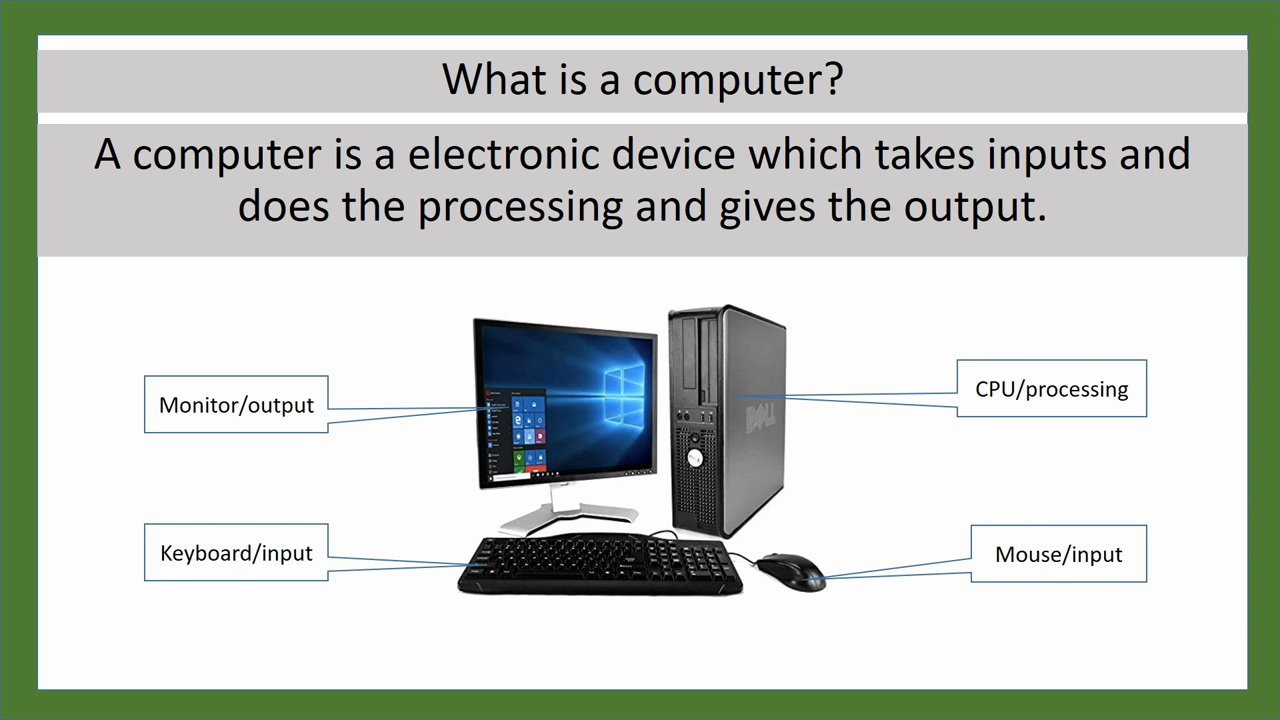 What is a computer?
A computer is a electronic device which takes inputs and
does the processing and gives the output.
Monitor/output
CPU/processing
DELL
Keyboard/input
Mouse/input